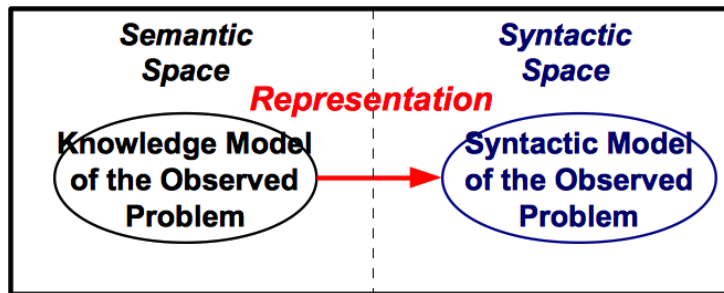 Semantic
Space
Syntactic
Space
Representation
Knowledge Model
of the Observed
Problem
Syntactic Model
of the Observed
Problem